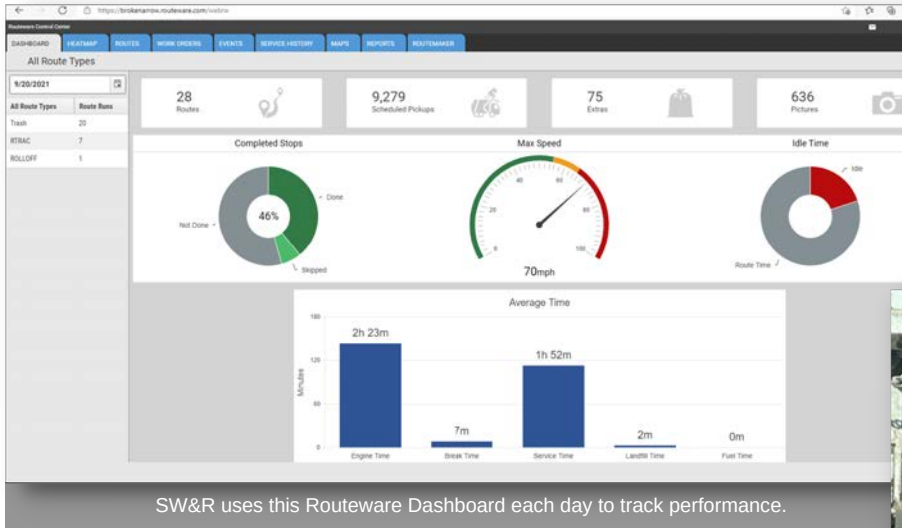 https://brokenarrow.routeware.com/webrw
Routeware Control Center
DASHBOARD HEATMAP ROUTES WORK ORDERS EVENTS SERVICE HISTORY MAPS REPORTS ROUTEMAKER
All Route Types
9/20/2021
All Route Types Route Runs
Trash 20
RTRAC 7
ROLLOFF 1
28
Routes
9,279
Scheduled Pickups
75
Extras
636
Pictures
Completed Stops
46%
Done
Not Done
Skipped
Max Speed
0 20 40 60 80 100
70mph
Idle Time
Idle
Route Time
Average Time
Minutes
180
120
60
0
2h 23m
7m
1h 52m
2m
0m
Engine Time Break Time Service Time Landfill Time Fuel Time
SW&R uses this Routeware Dashboard each day to track performance.